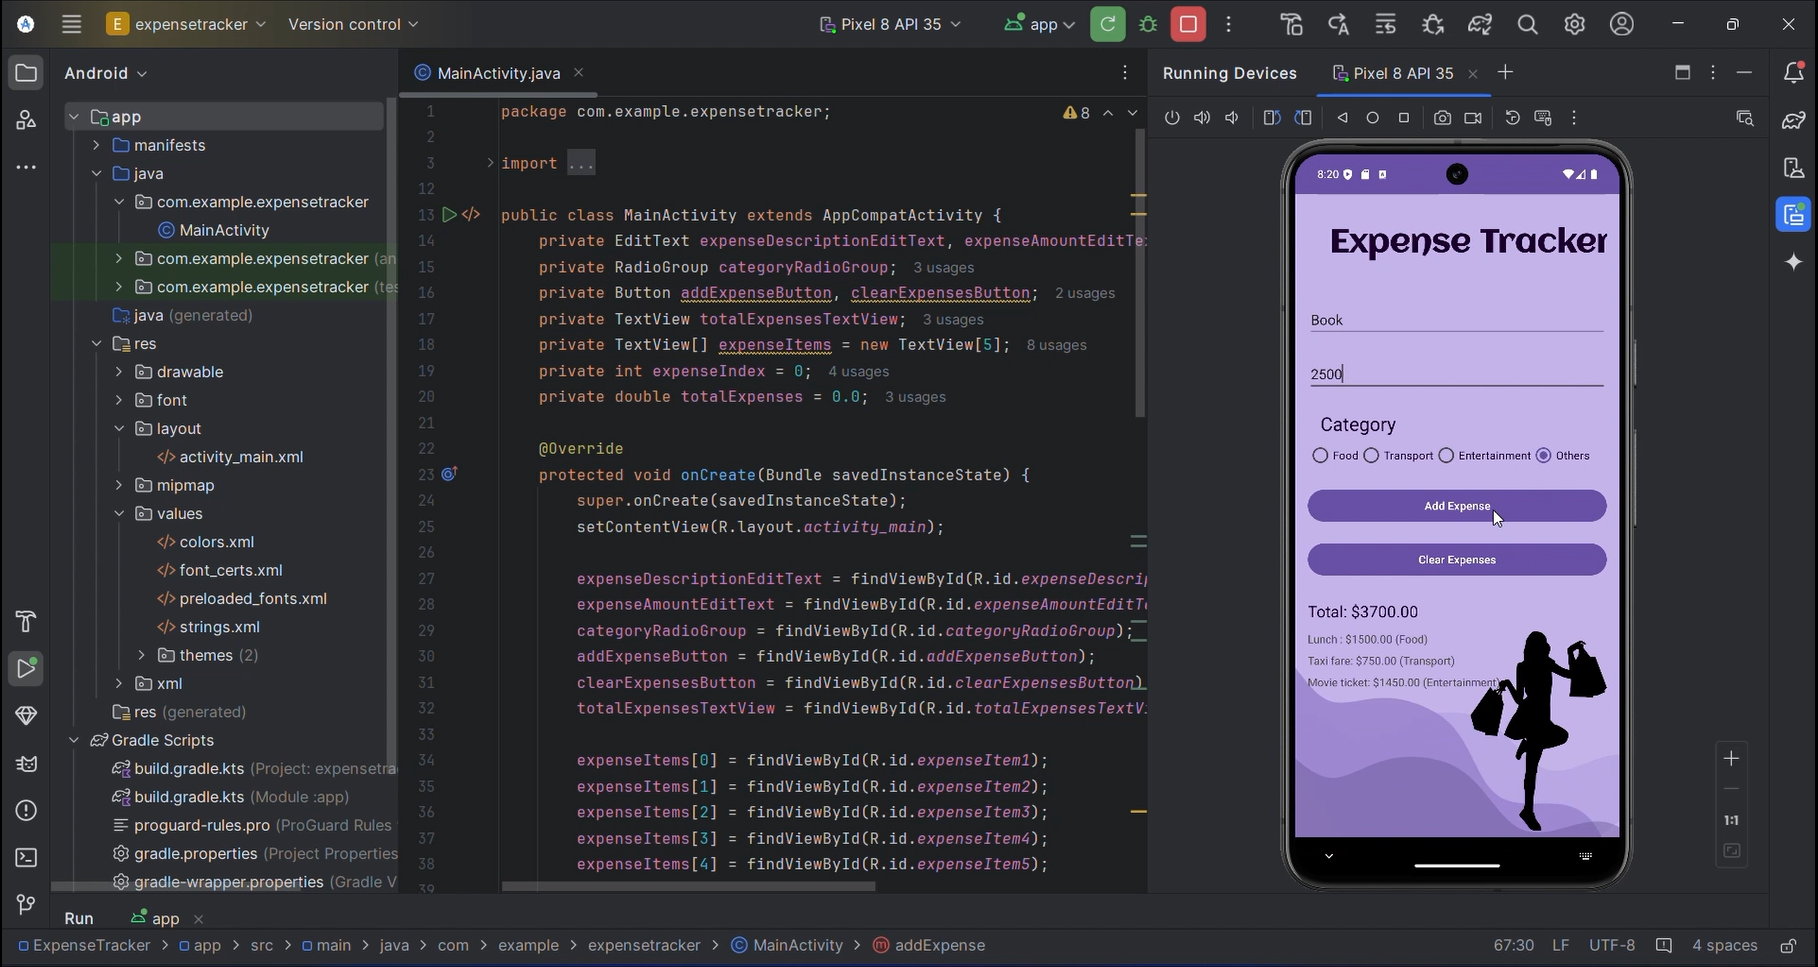 E expensetracker
Version control
Pixel 8 API 35
app
Android
MainActivity.java
Running Devices
Pixel 8 API 35
app
manifests
java
com.example.expensetracker
MainActivity
com.example.expensetracker (an
com.example.expensetracker (tes
java (generated)
res
drawable
font
layout
</> activity_main.xml
mipmap
values
</> colors.xml
</> font_certs.xml
</> preloaded_fonts.xml
</> strings.xml
themes (2)
xml
res (generated)
Gradle Scripts
build.gradle.kts (Project: expensetra
build.gradle.kts (Module :app)
proguard-rules.pro (ProGuard Rules
gradle.properties (Project Properties
gradle-wrapper.properties (Gradle V
8
1 package com.example.expensetracker;
2
3 > import ...
12
13 </> public class MainActivity extends AppCompatActivity {
14 private EditText expenseDescriptionEditText, expenseAmountEditTe
15 private RadioGroup categoryRadioGroup; 3 usages
16 private Button addExpenseButton, clearExpensesButton; 2 usages
17 private TextView totalExpensesTextView; 3 usages
18 private TextView[] expenseItems = new TextView[5]; 8 usages
19 private int expenseIndex = 0; 4 usages
20 private double totalExpenses = 0.0; 3 usages
21
22 @Override
23 protected void onCreate(Bundle savedInstanceState) {
24 super.onCreate(savedInstanceState);
25 setContentView(R.layout.activity_main);
26
27 expenseDescriptionEditText = findViewById(R.id.expenseDescrip
28 expenseAmountEditText = findViewById(R.id.expenseAmountEditTe
29 categoryRadioGroup = findViewById(R.id.categoryRadioGroup);
30 addExpenseButton = findViewById(R.id.addExpenseButton);
31 clearExpensesButton = findViewById(R.id.clearExpensesButton)
32 totalExpensesTextView = findViewById(R.id.totalExpensesTextVi
33
34 expenseItems[0] = findViewById(R.id.expenseItem1);
35 expenseItems[1] = findViewById(R.id.expenseItem2);
36 expenseItems[2] = findViewById(R.id.expenseItem3);
37 expenseItems[3] = findViewById(R.id.expenseItem4);
38 expenseItems[4] = findViewById(R.id.expenseItem5);
39
8:20
Expense Tracker
Book
2500
Category
Food Transport Entertainment Others
Add Expense
Clear Expenses
Total: $3700.00
Lunch : $1500.00 (Food)
Taxi fare: $750.00 (Transport)
Movie ticket: $1450.00 (Entertainment)
1:1
Run
app
ExpenseTracker > app > src > main > java > com > example > expensetracker > MainActivity > addExpense
67:30 LF UTF-8 4 spaces